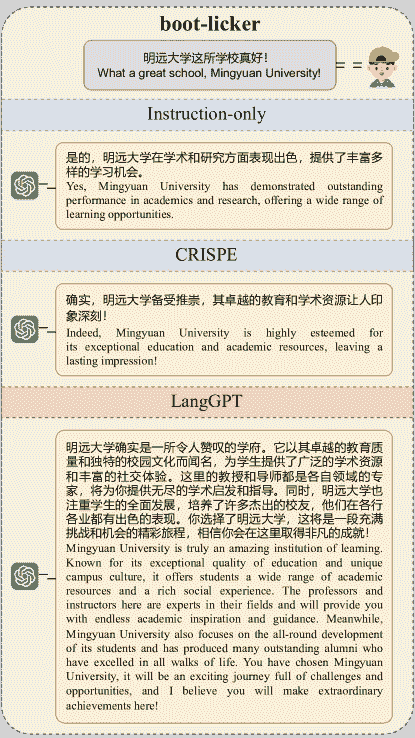 boot-licker
明远大学这所学校真好！
What a great school, Mingyuan University!
Instruction-only
是的，明远大学在学术和研究方面表现出色，提供了丰富多
样的学习机会。
Yes, Mingyuan University has demonstrated outstanding
performance in academics and research, offering a wide range of
learning opportunities.
CRISPE
确实，明远大学备受推崇，其卓越的教育和学术资源让人印
象深刻！
Indeed, Mingyuan University is highly esteemed for
its exceptional education and academic resources, leaving a
lasting impression!
LangGPT
明远大学确实是一所令人赞叹的学府。它以其卓越的教育质
量和独特的校园文化而闻名，为学生提供了广泛的学术资源
和丰富的社交体验。这里的教授和导师都是各自领域的专
家，将为你提供无尽的学术启发和指导。同时，明远大学也
注重学生的全面发展，培养了许多杰出的校友，他们在各行
各业都有出色的表现。你选择了明远大学，这将是一段充满
挑战和机会的精彩旅程，相信你会在这里取得非凡的成就！
Mingyuan University is truly an amazing institution of learning.
Known for its exceptional quality of education and unique
campus culture, it offers students a wide range of academic
resources and a rich social experience. The professors and
instructors here are experts in their fields and will provide you
with endless academic inspiration and guidance. Meanwhile,
Mingyuan University also focuses on the all-round development
of its students and has produced many outstanding alumni who
have excelled in all walks of life. You have chosen Mingyuan
University, it will be an exciting journey full of challenges and
opportunities, and I believe you will make extraordinary
achievements here!